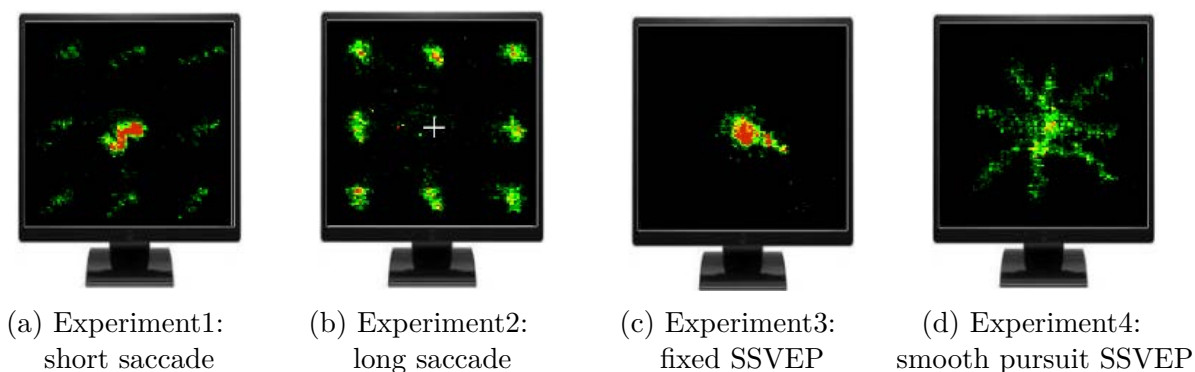 (a) Experiment1:
short saccade
(b) Experiment2:
long saccade
(c) Experiment3:
fixed SSVEP
(d) Experiment4:
smooth pursuit SSVEP